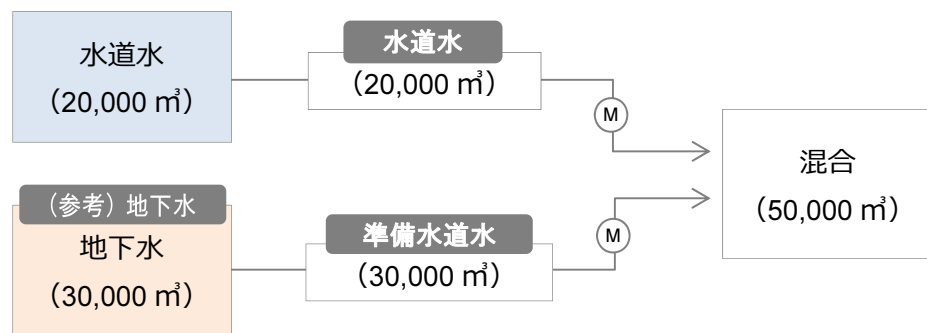 水道水
（20,000 ㎥）
水道水
（20,000 ㎥）
M
（参考）地下水
地下水
（30,000 ㎥）
準備水道水
（30,000 ㎥）
M
混合
（50,000 ㎥）